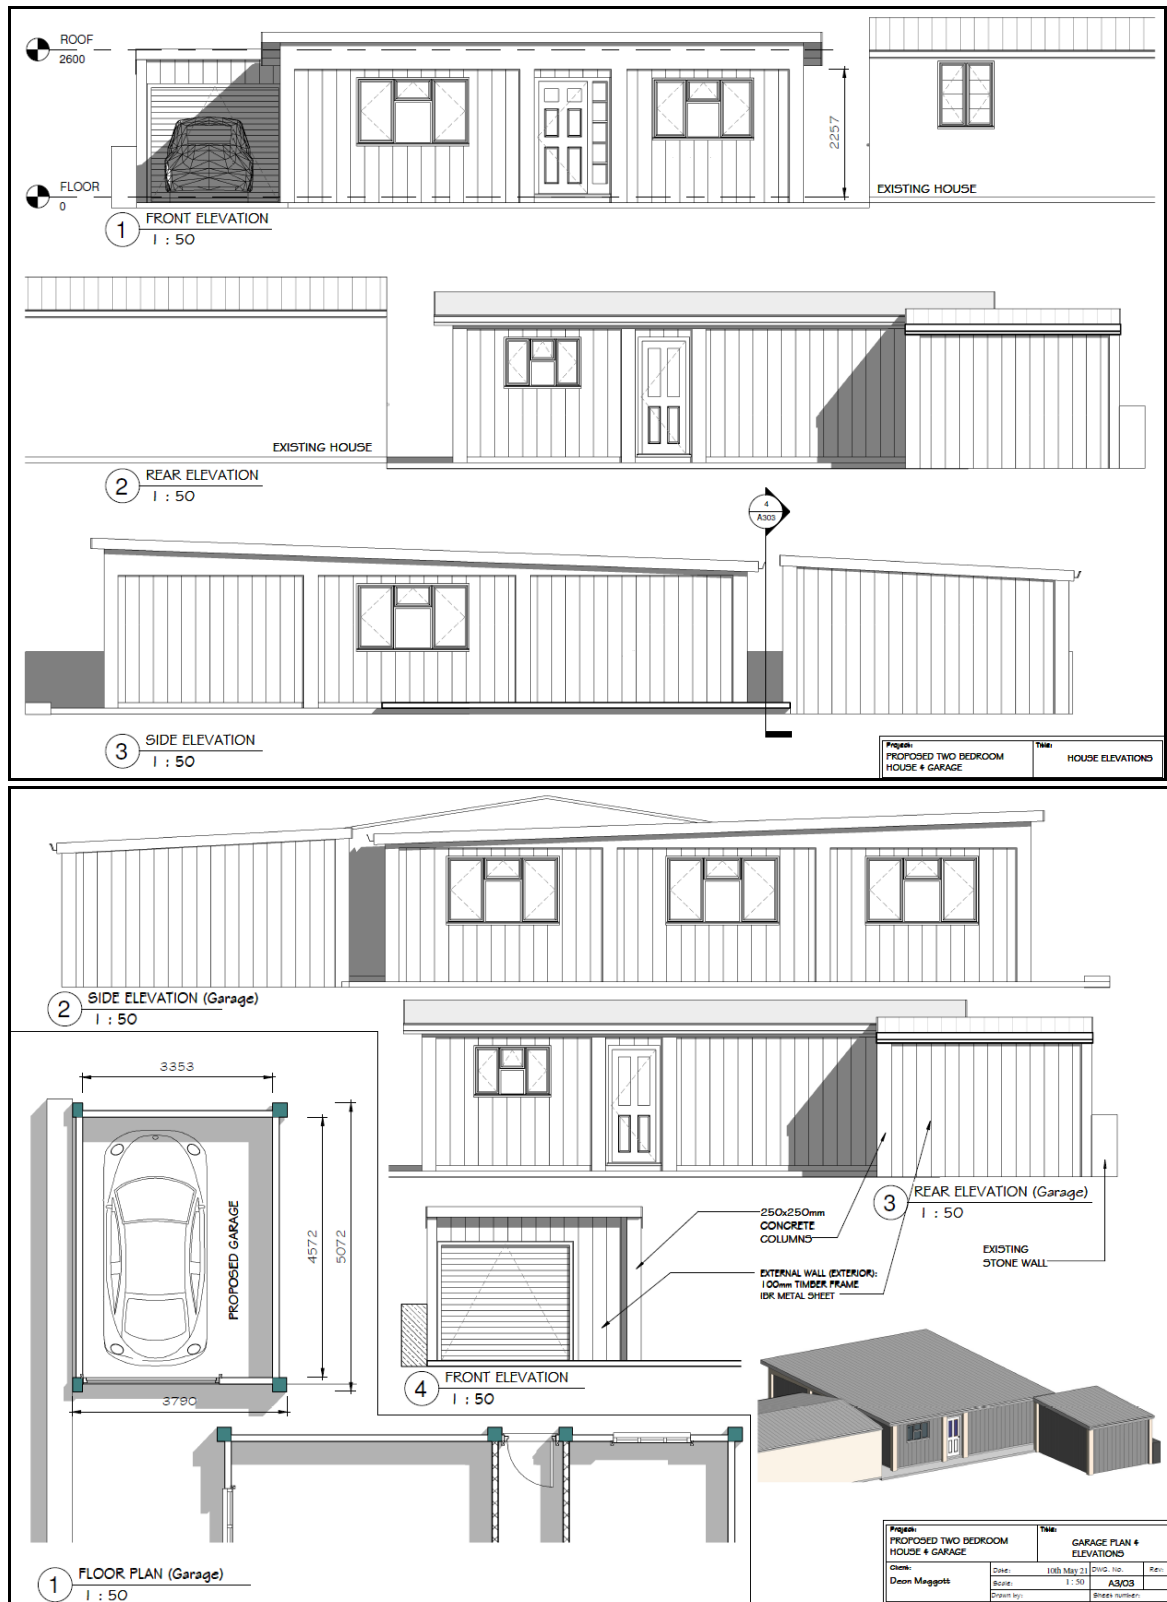 ROOF
2600
2257
FLOOR
0
EXISTING HOUSE
1
FRONT ELEVATION
1 : 50
EXISTING HOUSE
2
REAR ELEVATION
1 : 50
4
A303
3
SIDE ELEVATION
1 : 50
Project:
PROPOSED TWO BEDROOM
HOUSE & GARAGE
Title:
HOUSE ELEVATIONS
2
SIDE ELEVATION (Garage)
1 : 50
3353
4572
5072
PROPOSED GARAGE
3790
3
REAR ELEVATION (Garage)
1 : 50
250x250mm
CONCRETE
COLUMNS
EXISTING
STONE WALL
EXTERNAL WALL (EXTERIOR):
100mm TIMBER FRAME
IBR METAL SHEET
4
FRONT ELEVATION
1 : 50
1
FLOOR PLAN (Garage)
1 : 50
Project:
PROPOSED TWO BEDROOM
HOUSE & GARAGE
Title:
GARAGE PLAN &
ELEVATIONS
Client:
Deon Maggott
Date: 10th May 21
DWG. No. Rev:
Scale: 1 : 50
A3/03
Drawn by:
Sheet number: